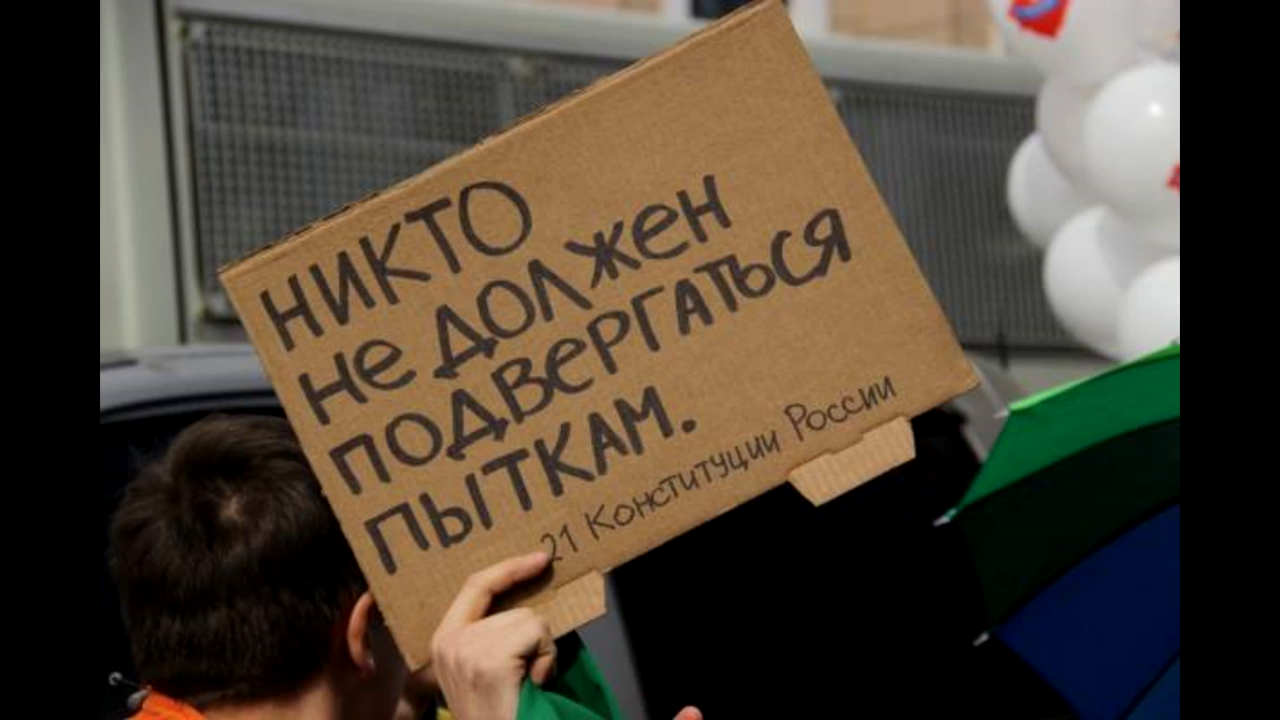 НИКТО
не ДОЛЖен
ПОДВеРГАТЬСЯ
ПЫТКАМ.
21 Конституции России